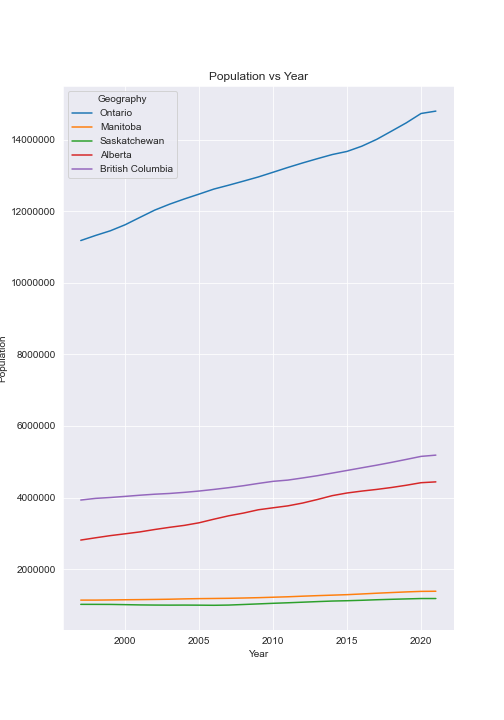 Population vs Year
Geography
Ontario
Manitoba
Saskatchewan
Alberta
British Columbia
14000000
12000000
10000000
8000000
6000000
4000000
2000000
Population
2000
2005
2010
2015
2020
Year